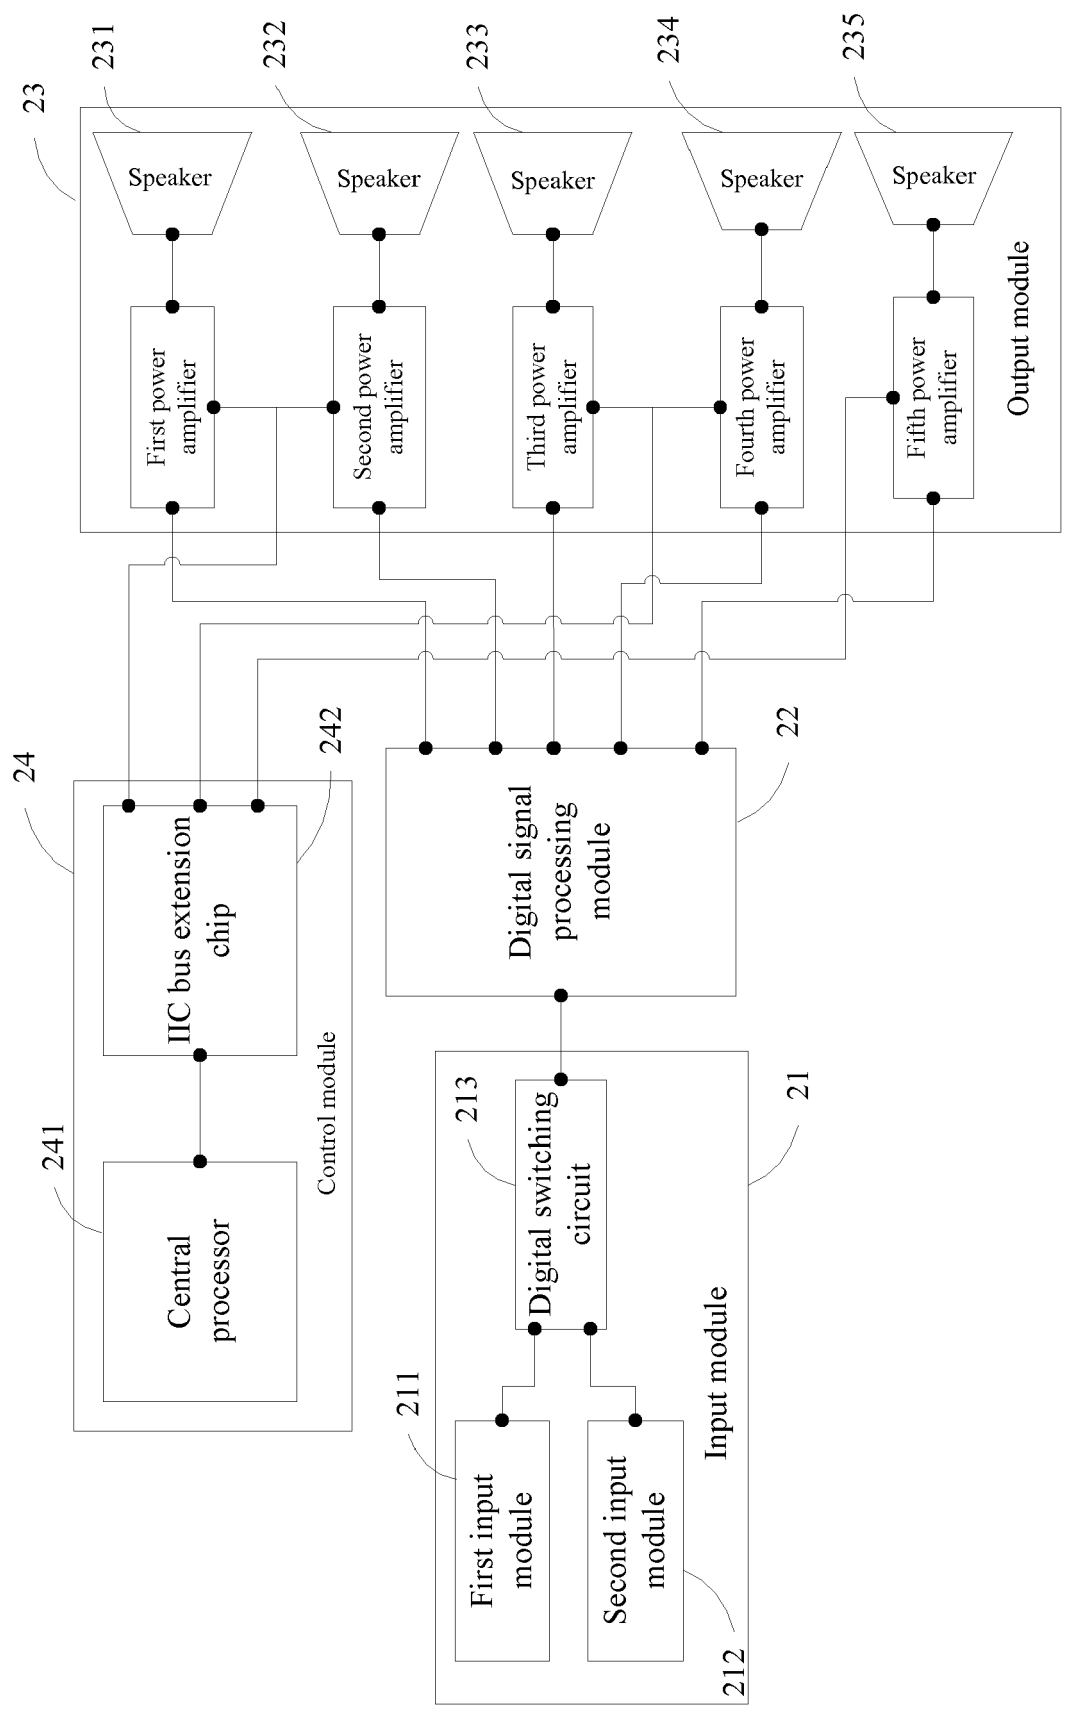 23
231
232
233
234
235
Speaker
Speaker
Speaker
Speaker
Speaker
First power
amplifier
Second power
amplifier
Third power
amplifier
Fourth power
amplifier
Fifth power
amplifier
Output module
24
242
IIC bus extension
chip
241
Central
processor
Control module
22
Digital signal
processing
module
21
213
Digital switching
circuit
211
First input
module
Second input
module
212
Input module